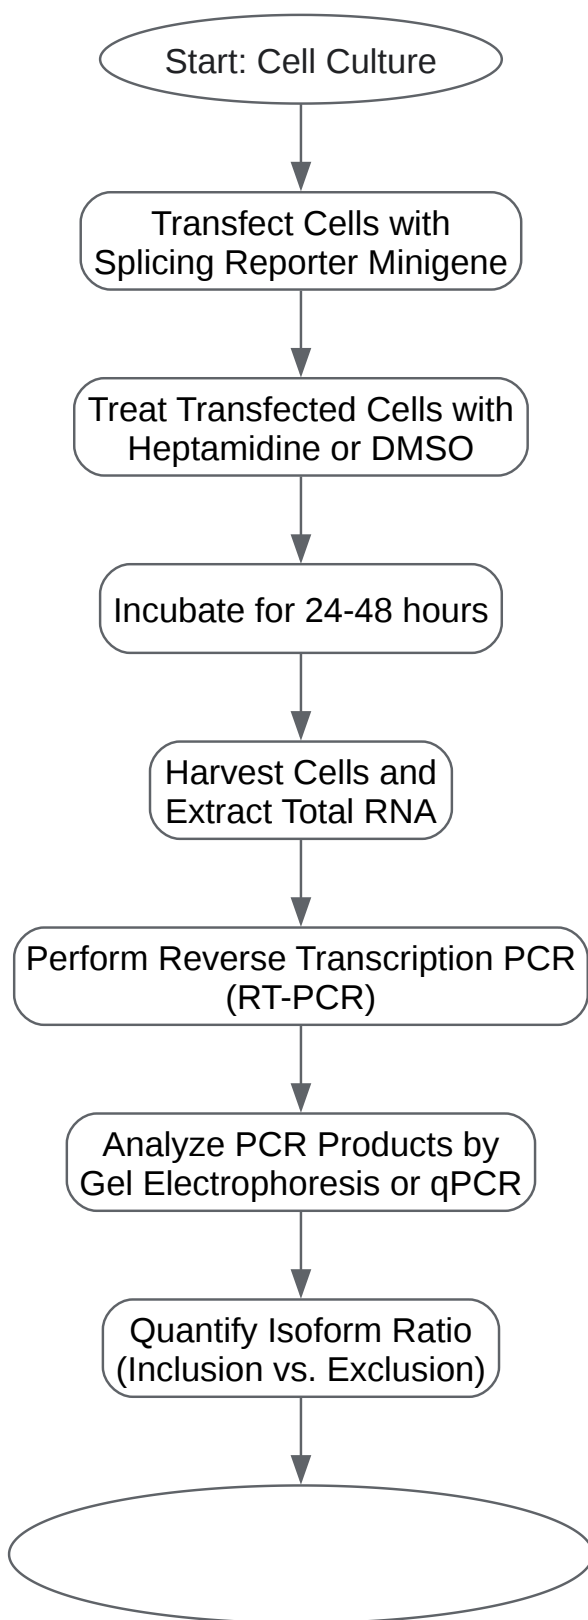 Start: Cell Culture
Transfect Cells with
Splicing Reporter Minigene
Treat Transfected Cells with
Heptamidine or DMSO
Incubate for 24-48 hours
Harvest Cells and
Extract Total RNA
Perform Reverse Transcription PCR
(RT-PCR)
Analyze PCR Products by
Gel Electrophoresis or qPCR
Quantify Isoform Ratio
(Inclusion vs. Exclusion)